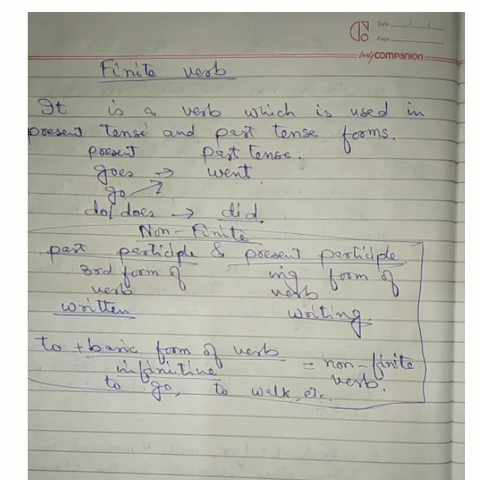 Date
Page
my companion
Finite verb
It is a verb which is used in
present tense and past tense forms.
present past tense.
goes → went.
go
do/does → did.
Non-Finite
past participle & present participle.
3rd form of ing form of
verb verb
written writing.
to + basic form of verb = non-finite
infinitive verb.
to go, to walk, etc.